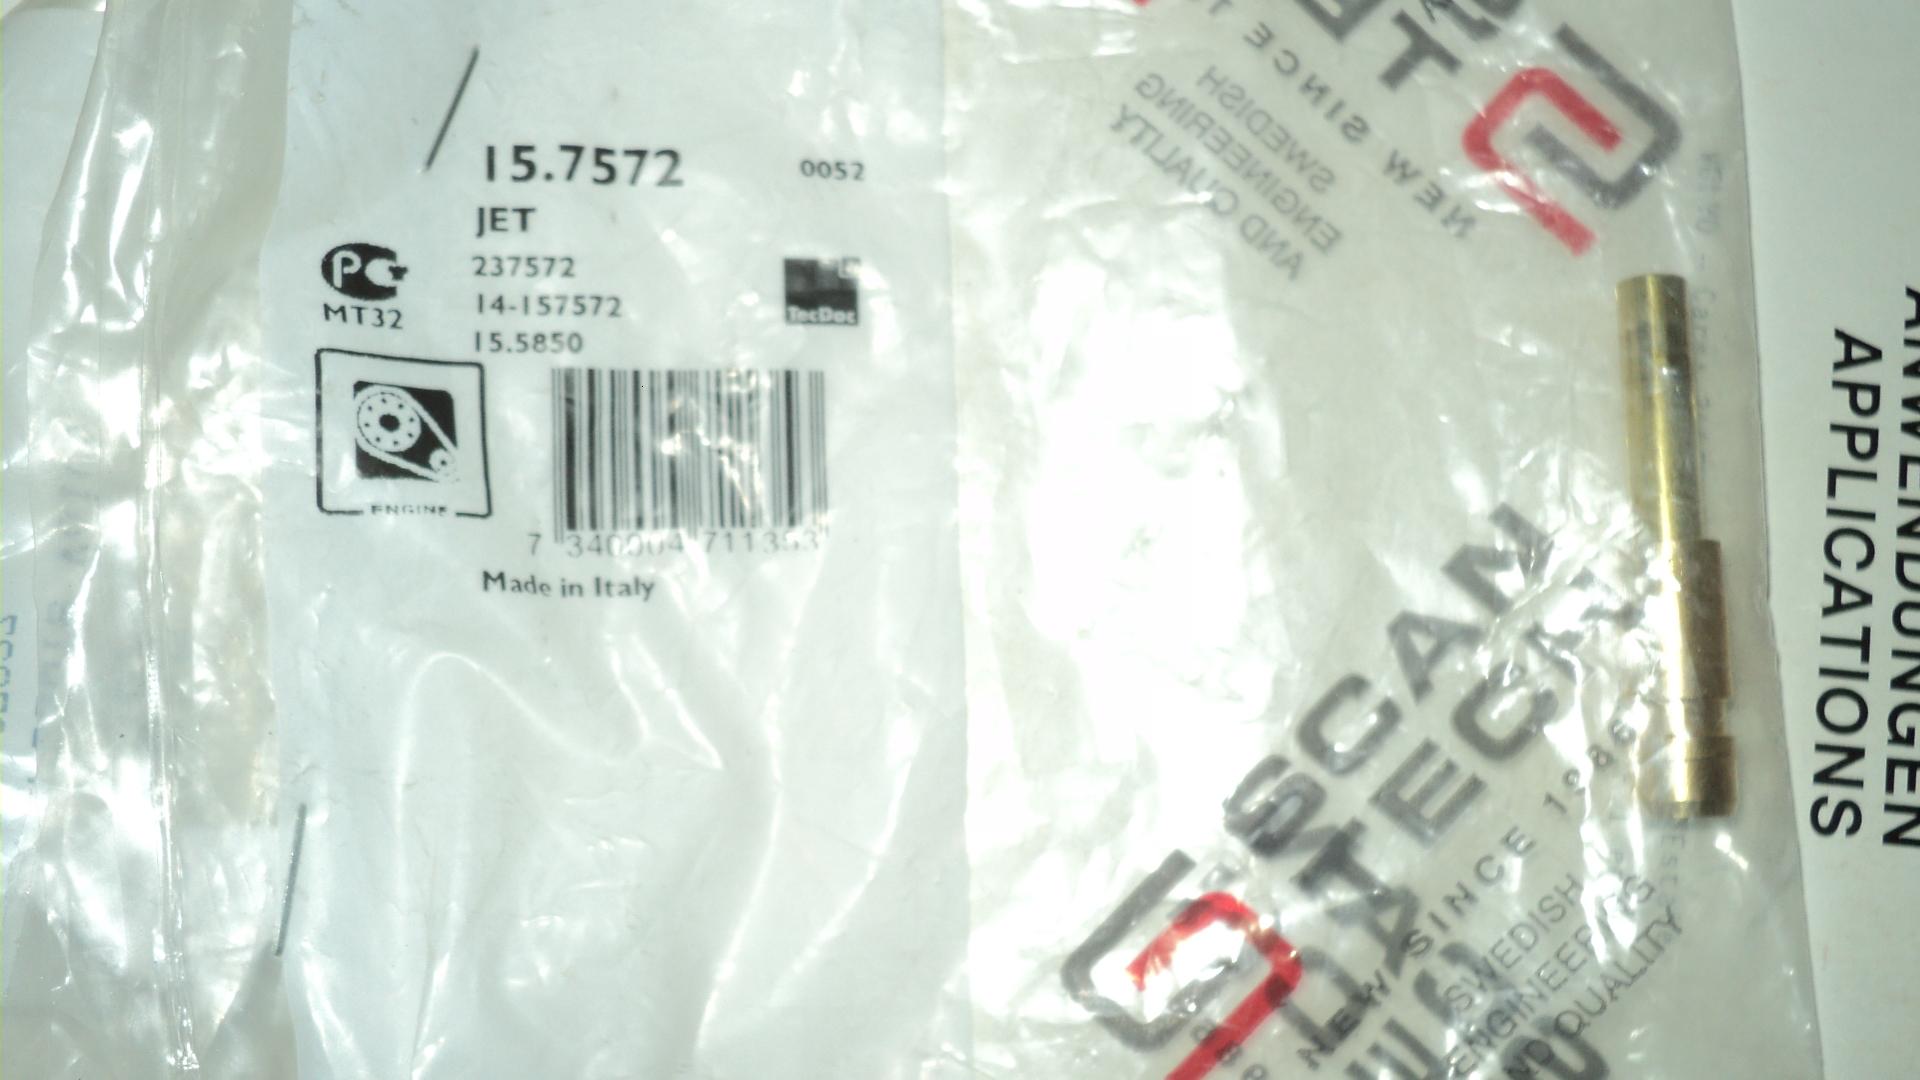 15.7572
0052
JET
237572
14-157572
15.5850
MT32
TecDoc
ENGINE
7 340004 711353
Made in Italy
NEW SINCE
SWEDISH
ENGINEERING
AND QUALITY
SCAN
TECH
NEW SINCE 1986
SWEDISH
ENGINEERING
AND QUALITY
ANWENDUNGEN
APPLICATIONS